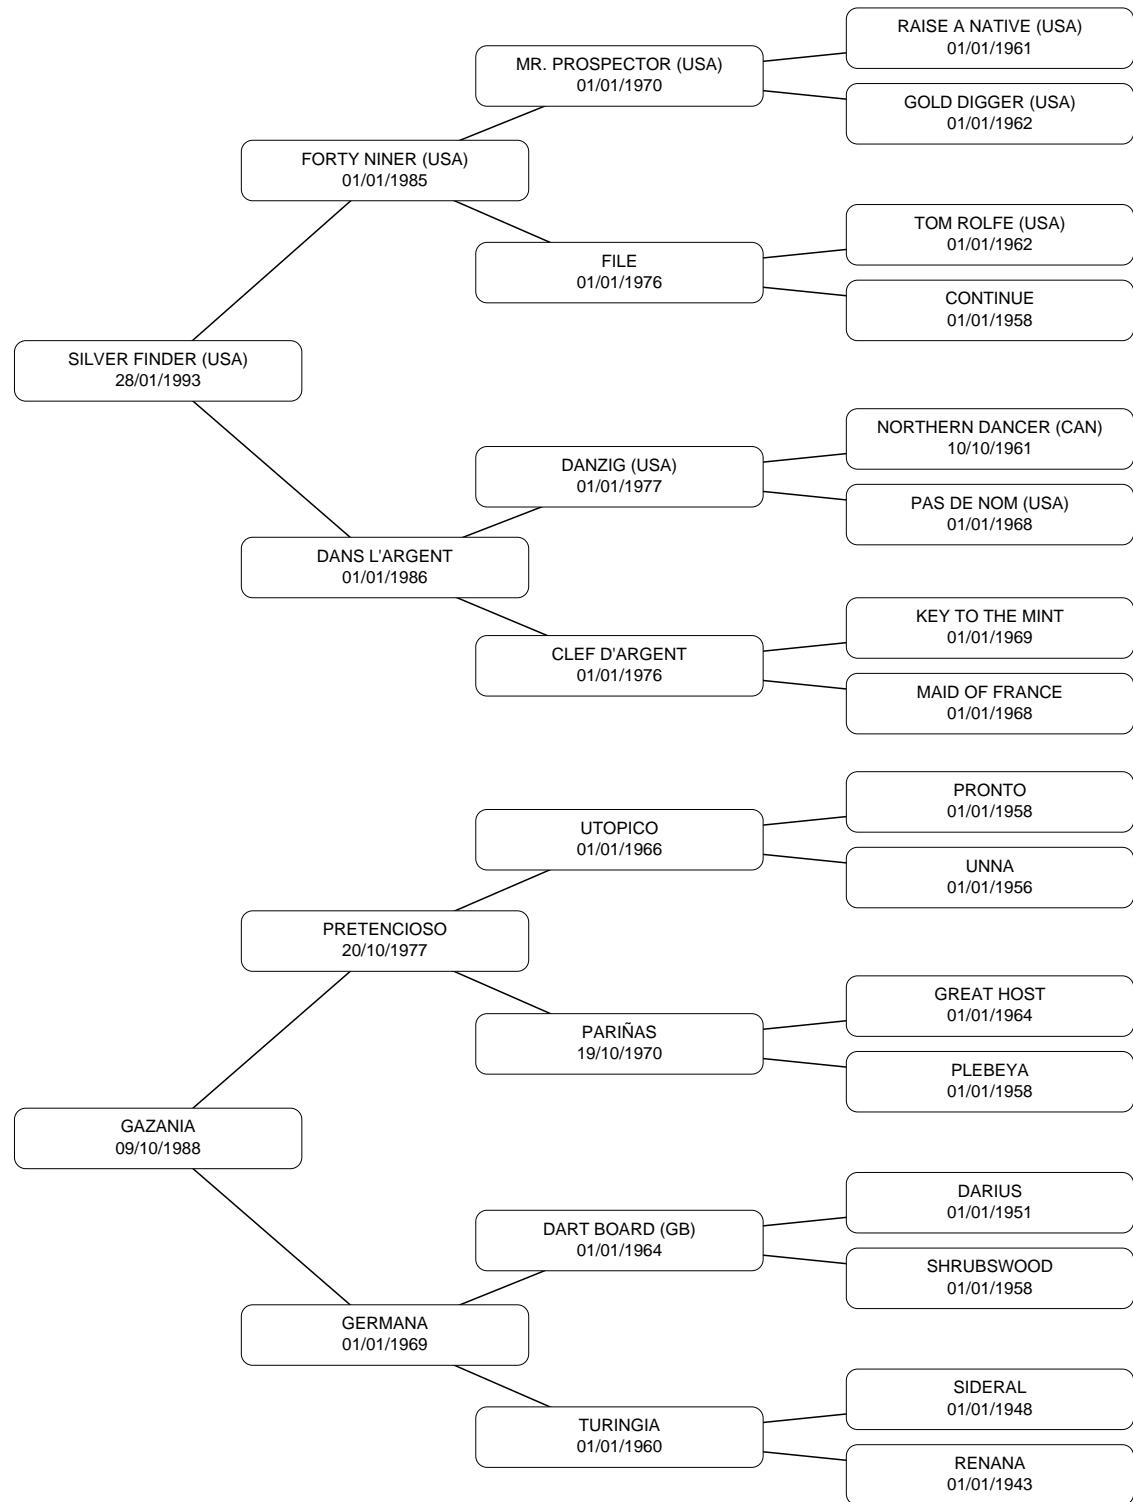 RAISE A NATIVE (USA)
01/01/1961
MR. PROSPECTOR (USA)
01/01/1970
GOLD DIGGER (USA)
01/01/1962
FORTY NINER (USA)
01/01/1985
TOM ROLFE (USA)
01/01/1962
FILE
01/01/1976
CONTINUE
01/01/1958
SILVER FINDER (USA)
28/01/1993
NORTHERN DANCER (CAN)
10/10/1961
DANZIG (USA)
01/01/1977
PAS DE NOM (USA)
01/01/1968
DANS L'ARGENT
01/01/1986
KEY TO THE MINT
01/01/1969
CLEF D'ARGENT
01/01/1976
MAID OF FRANCE
01/01/1968
PRONTO
01/01/1958
UTOPICO
01/01/1966
UNNA
01/01/1956
PRETENCIOSO
20/10/1977
GREAT HOST
01/01/1964
PARIÑAS
19/10/1970
PLEBEYA
01/01/1958
GAZANIA
09/10/1988
DARIUS
01/01/1951
DART BOARD (GB)
01/01/1964
SHRUBSWOOD
01/01/1958
GERMANA
01/01/1969
SIDERAL
01/01/1948
TURINGIA
01/01/1960
RENANA
01/01/1943